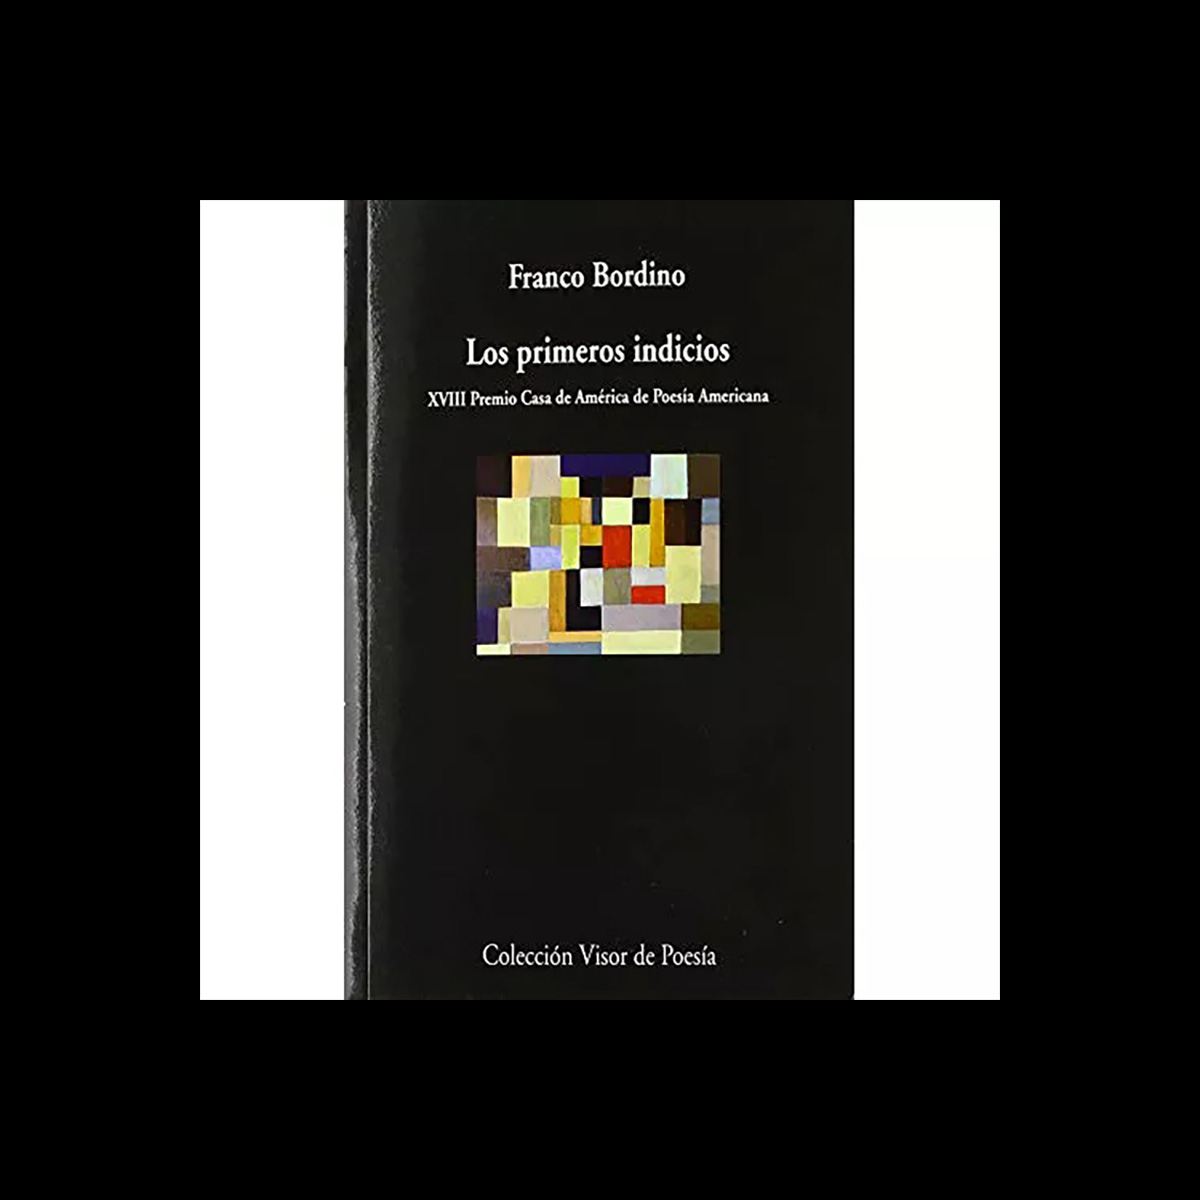 Franco Bordino
Los primeros indicios
XVIII Premio Casa de América de Poesía Americana
Colección Visor de Poesía